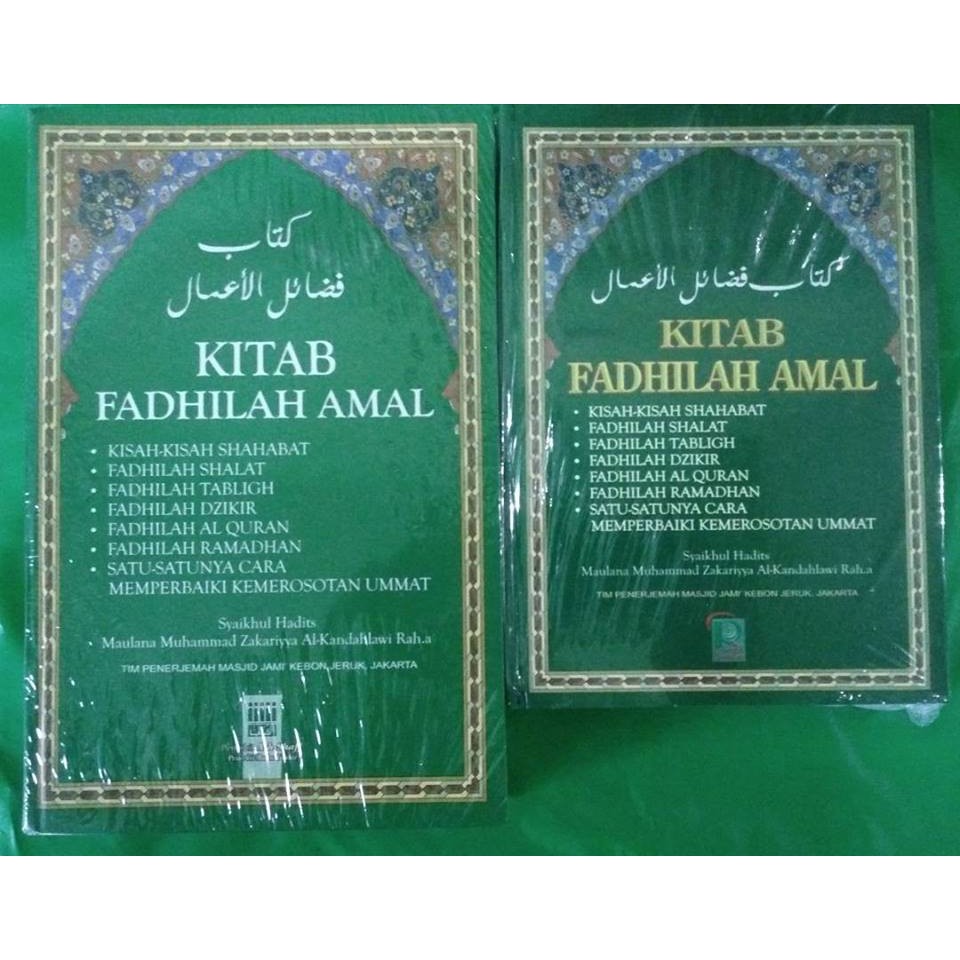 كتاب
فضائل الأعمال
KITAB
FADHILAH AMAL
• KISAH-KISAH SHAHABAT
• FADHILAH SHALAT
• FADHILAH TABLIGH
• FADHILAH DZIKIR
• FADHILAH AL QURAN
• FADHILAH RAMADHAN
• SATU-SATUNYA CARA
MEMPERBAIKI KEMEROSOTAN UMMAT
Syaikhul Hadits
Maulana Muhammad Zakariyya Al-Kandahlawi Rah.a
TIM PENERJEMAH MASJID JAMI' KEBON JERUK, JAKARTA
كتاب فضائل الأعمال
KITAB
FADHILAH AMAL
• KISAH-KISAH SHAHABAT
• FADHILAH SHALAT
• FADHILAH TABLIGH
• FADHILAH DZIKIR
• FADHILAH AL QURAN
• FADHILAH RAMADHAN
• SATU-SATUNYA CARA
MEMPERBAIKI KEMEROSOTAN UMMAT
Syaikhul Hadits
Maulana Muhammad Zakariyya Al-Kandahlawi Rah.a
TIM PENERJEMAH MASJID JAMI' KEBON JERUK, JAKARTA